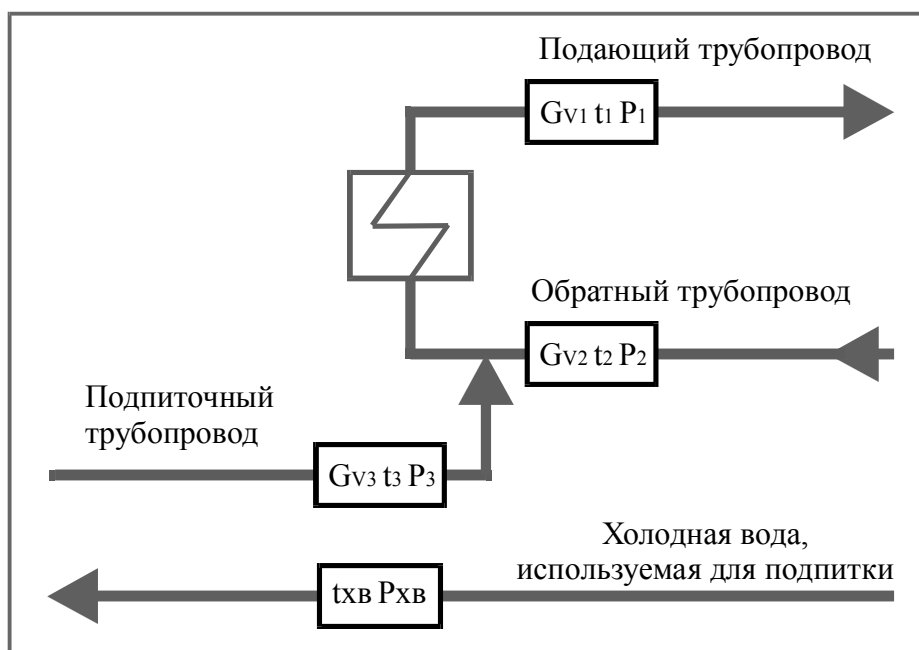 Подающий трубопровод
GV1 t1 P1
Обратный трубопровод
GV2 t2 P2
Подпиточный
трубопровод
GV3 t3 P3
Холодная вода,
используемая для подпитки
tхв Pхв